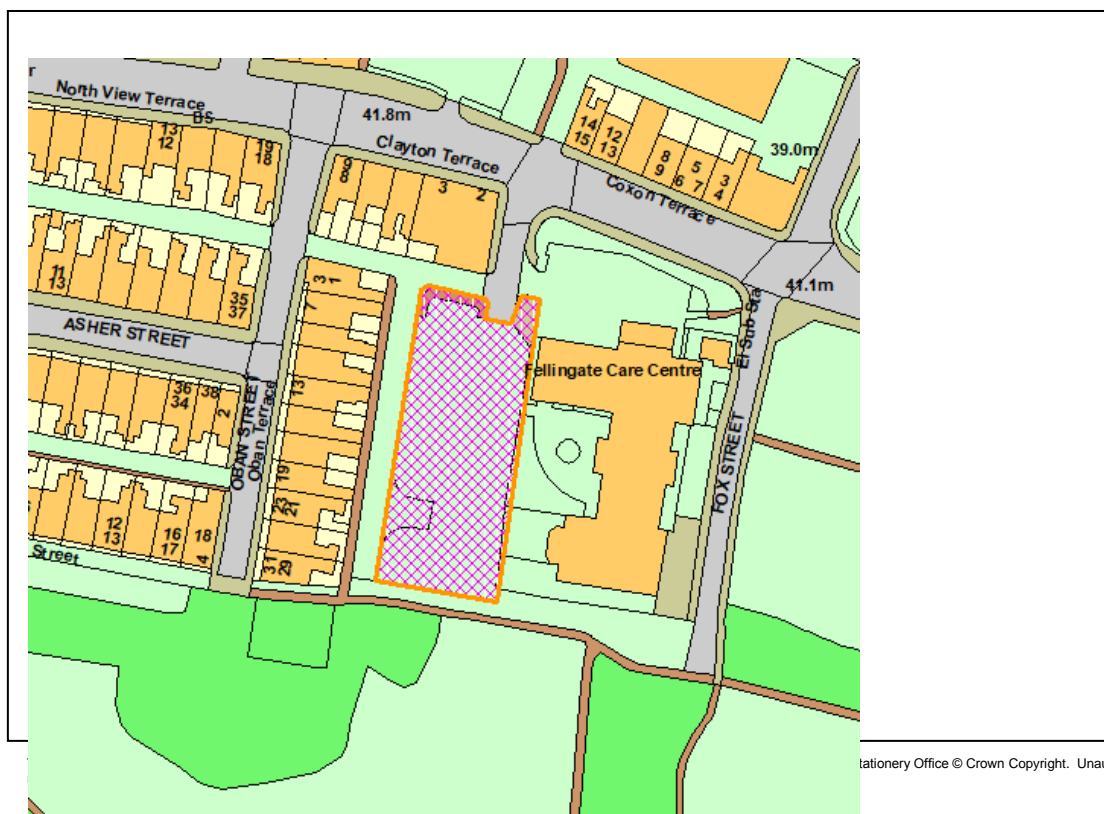 r
North View Terrace
BS
13
12
19
18
41.8m
Clayton Terrace
9
8
3
2
14
15
12
13
8
9
5
6
7
3
4
39.0m
Coxon Terrace
41.1m
El Sub Sta
11
13
35
37
ASHER STREET
3
1
7
13
Fellingate Care Centre
36
34
38
2
OBAN STREET
Oban Terrace
19
23
21
FOX STREET
12
13
16
17
18
4
Street
31
29
tationery Office © Crown Copyright. Unau